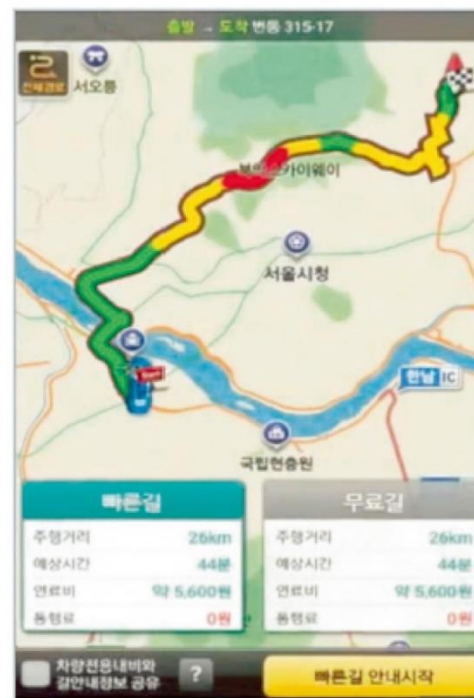 출발 → 도착 번동 315-17
전체경로
서오릉
북악스카이웨이
서울시청
한남 IC
국립현충원
빠른길
주행거리 26km
예상시간 44분
연료비 약 5,600원
통행료 0원
무료길
주행거리 26km
예상시간 44분
연료비 약 5,600원
통행료 0원
차량전용내비와
길안내정보 공유
?
빠른길 안내시작